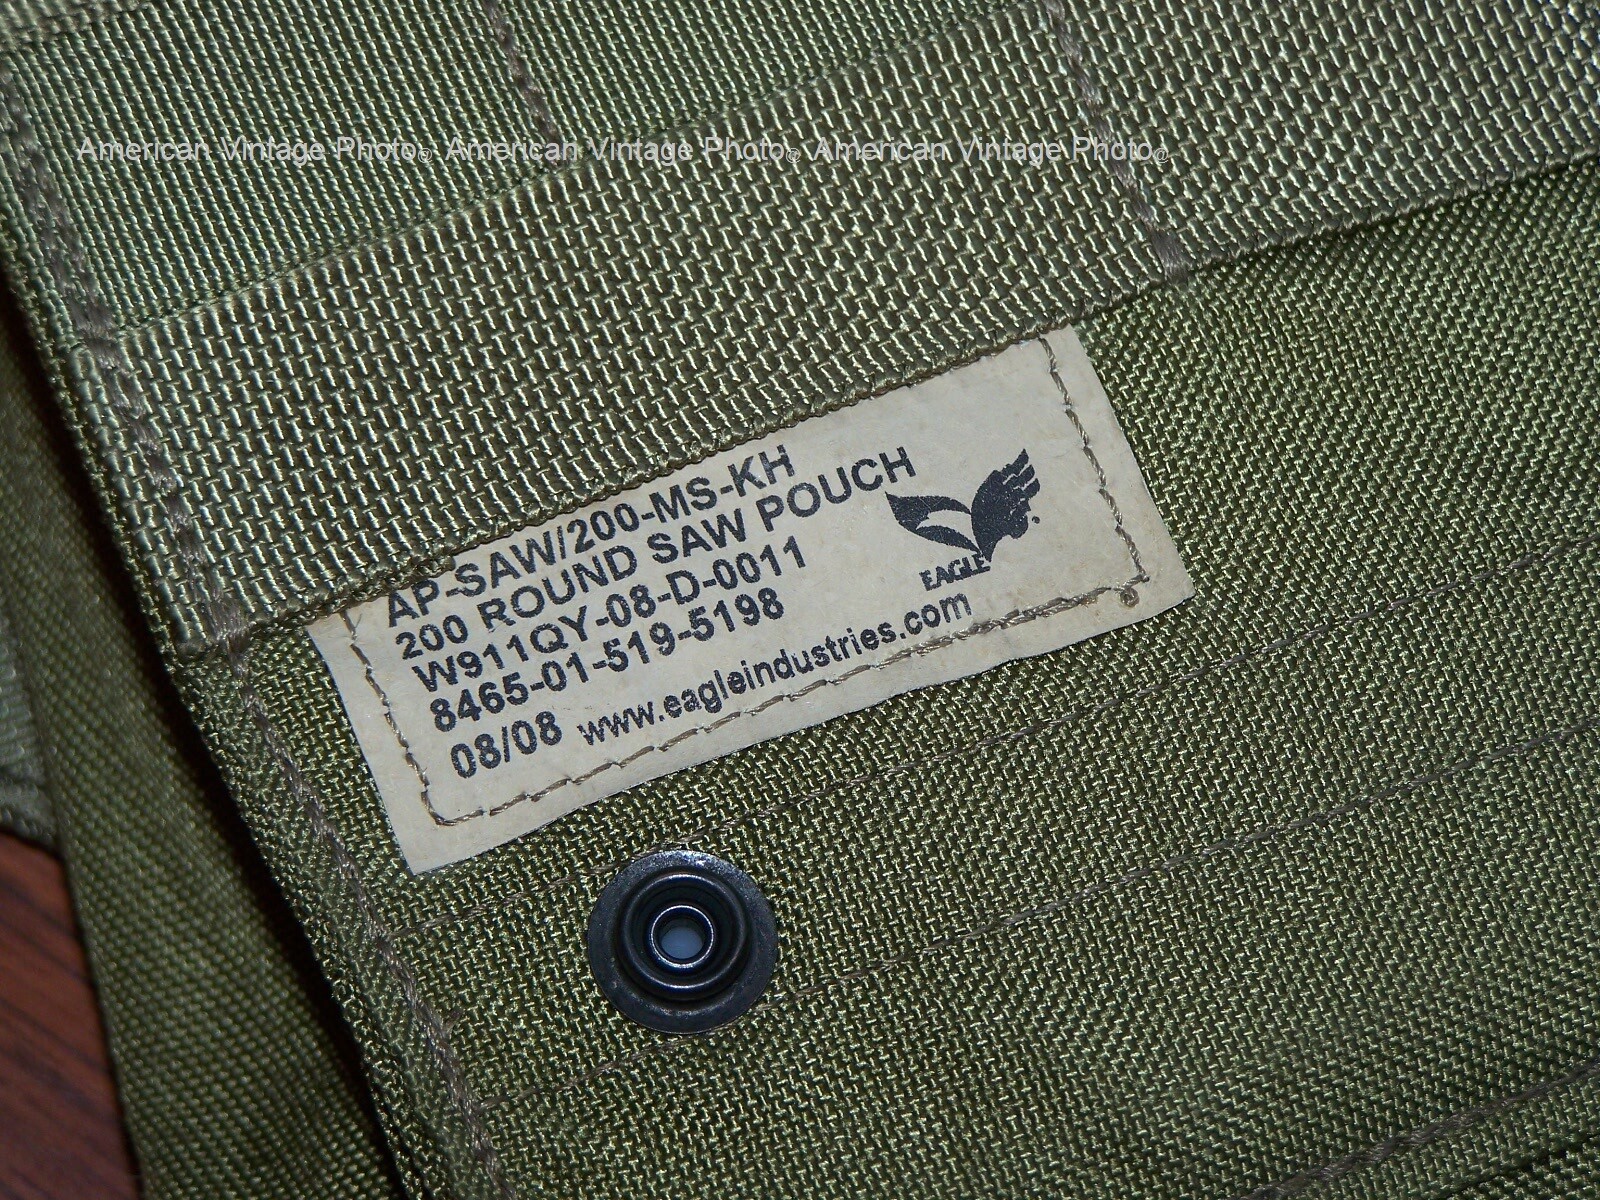 American Vintage Photo@ American Vintage Photo@ American Vintage Photo@
AP-SAW/200-MS-KH
200 ROUND SAW POUCH
W911QY-08-D-0011
8465-01-519-5198
08/08 www.eagleindustries.com
EAGLE